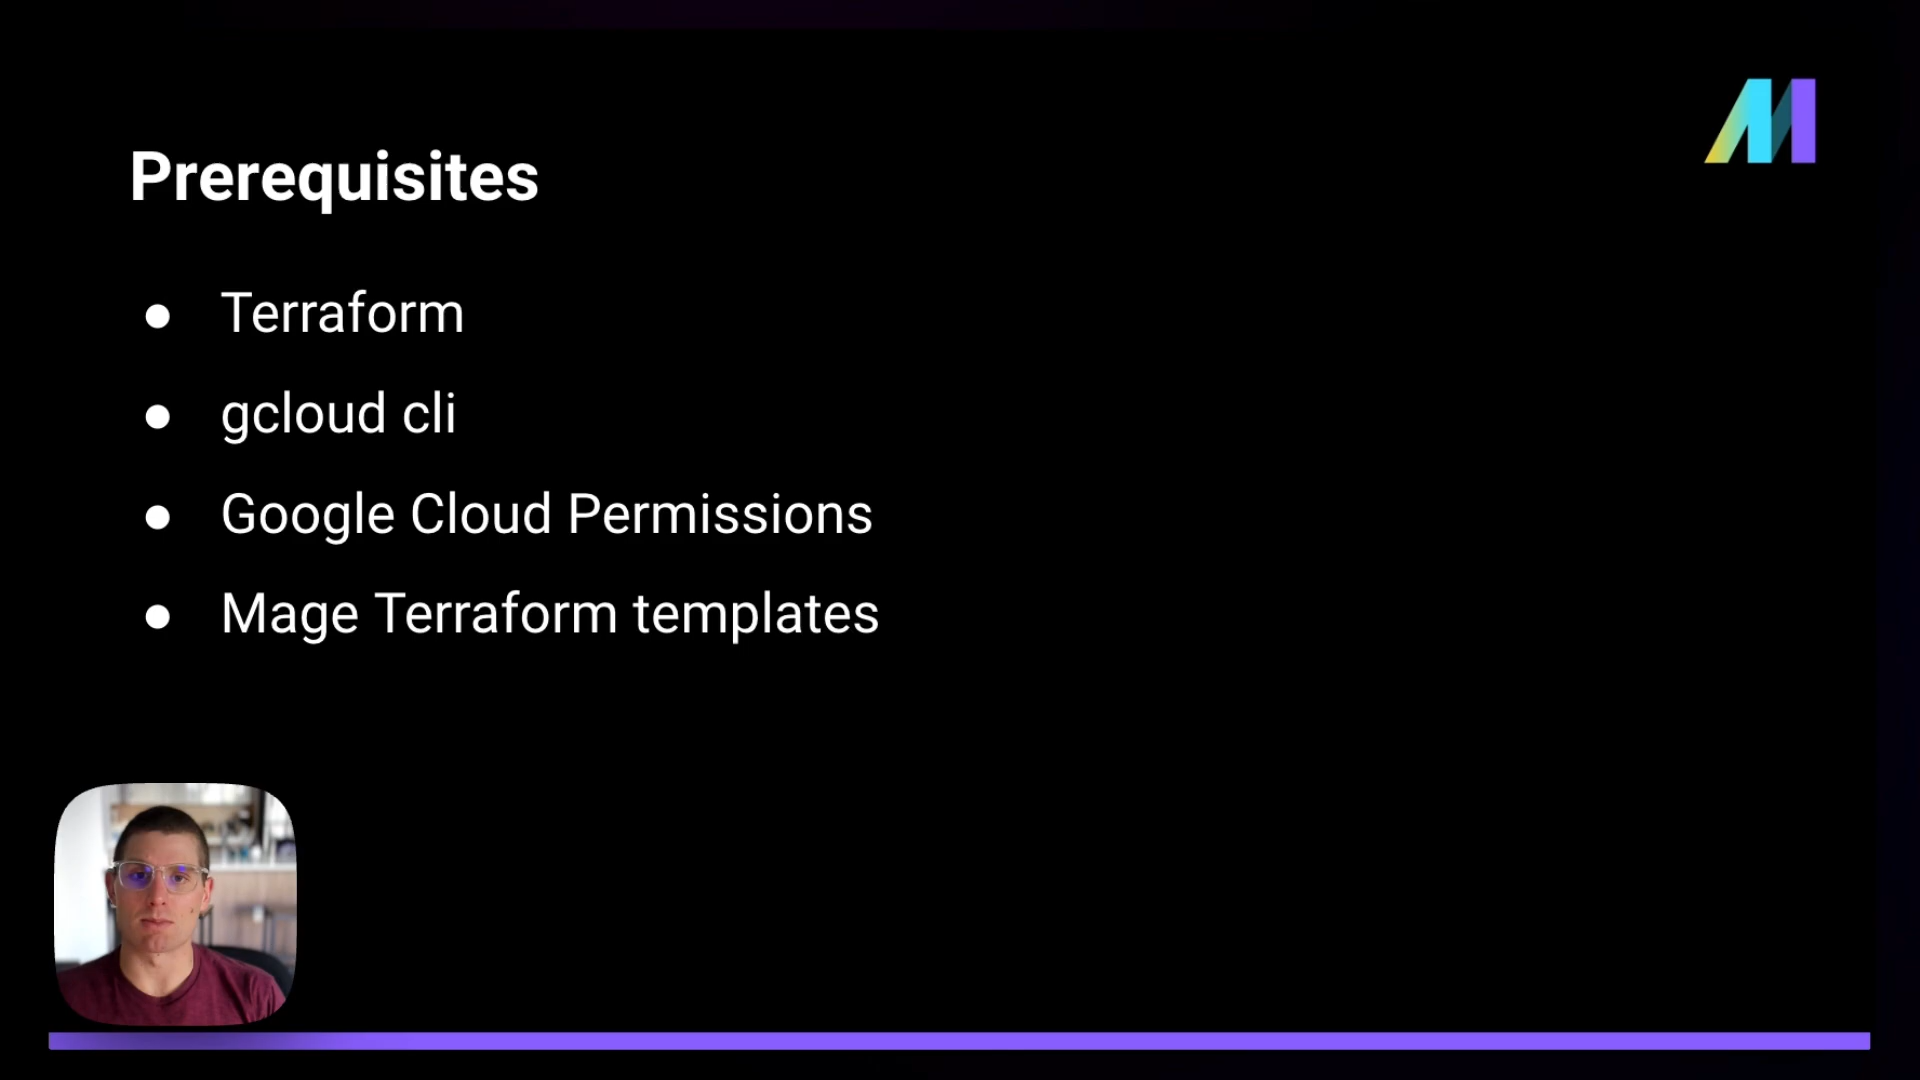 Prerequisites
● Terraform
● gcloud cli
● Google Cloud Permissions
● Mage Terraform templates